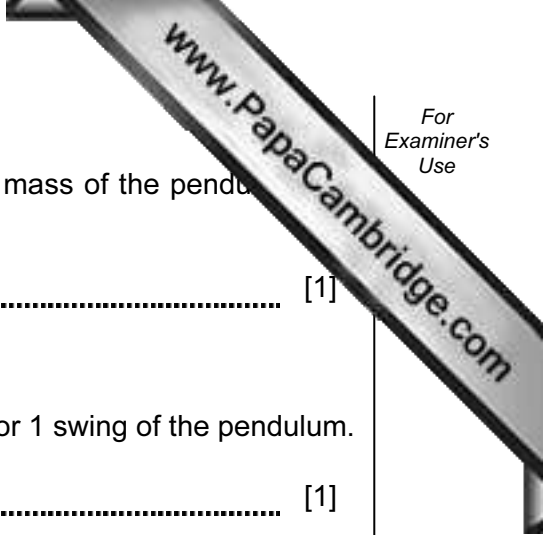 www.PapaCambridge.com
For
Examiner's
Use
mass of the pendu
[1]
or 1 swing of the pendulum.
[1]